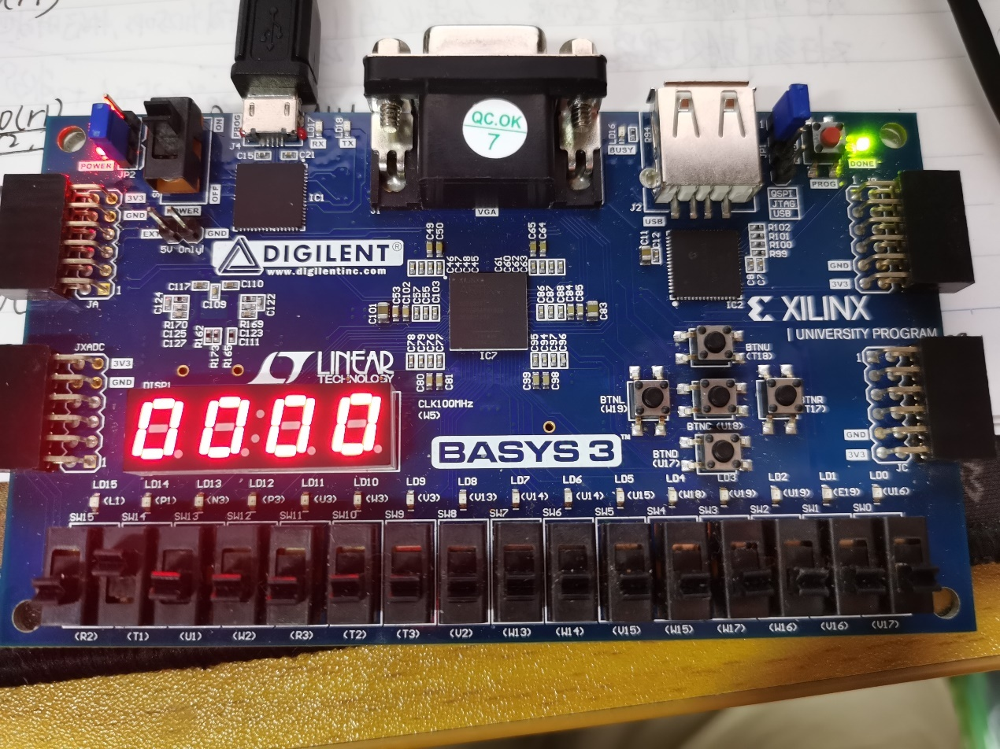 QC.OK
7
PROG
J4
LD17
RX
LD18
TX
LD16
BUSY
R94
POWER
JP2
ON
OFF
C15
C21
IC1
3V3
GND
POWER
EXT
GND
5V Only!
DIGILENT®
www.digilentinc.com
JA
1
VGA
J2
USB
PROG
DONE
QSPI
JTAG
USB
GND
3V3
C11
C12
IC2
R102
R101
R100
R99
C8
C7
C49
C50
C65
C64
C46
C47
C48
C45
C61
C60
C62
C63
C101
C53
C102
C57
C55
C103
C86
C87
C88
C84
C85
C83
IC7
C78
C79
C77
C80
C81
C95
C94
C97
C96
C99
C98
C117
C110
C109
C124
C122
R170
C125
C127
R162
R173
R165
R169
C123
C111
XILINX
UNIVERSITY PROGRAM
JXADC
3V3
GND
1
LINEAR
TECHNOLOGY
DISP1
0000
CLK100MHz
(W5)
BASYS 3™
BTNU
(T18)
BTNL
(W19)
BTNR
(T17)
BTNC (U18)
BTND
(U17)
1
GND
3V3
JC
LD15 LD14 LD13 LD12 LD11 LD10 LD9 LD8 LD7 LD6 LD5 LD4 LD3 LD2 LD1 LD0
(L1) (P1) (N3) (P3) (U3) (W3) (V3) (V13) (V14) (U14) (U15) (W18) (V19) (U19) (E19) (U16)
SW15 SW14 SW13 SW12 SW11 SW10 SW9 SW8 SW7 SW6 SW5 SW4 SW3 SW2 SW1 SW0
(R2) (T1) (U1) (W2) (R3) (T2) (T3) (V2) (W13) (W14) (V15) (W15) (W17) (W16) (V16) (V17)